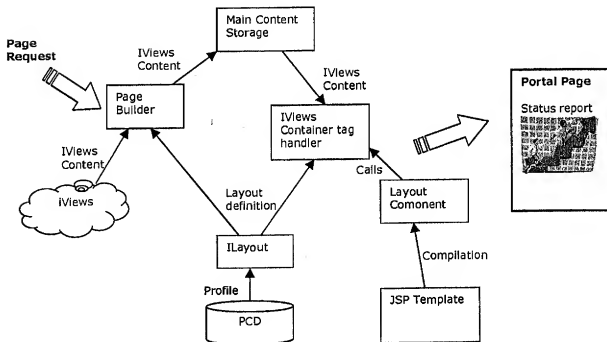 Main Content
Storage
Page
Request
IViews
Content
IViews
Content
Page
Builder
IViews
Container tag
handler
Portal Page
Status report
IViews
Content
iViews
Layout
definition
Calls
Layout
Comonent
ILayout
Compilation
Profile
PCD
JSP Template